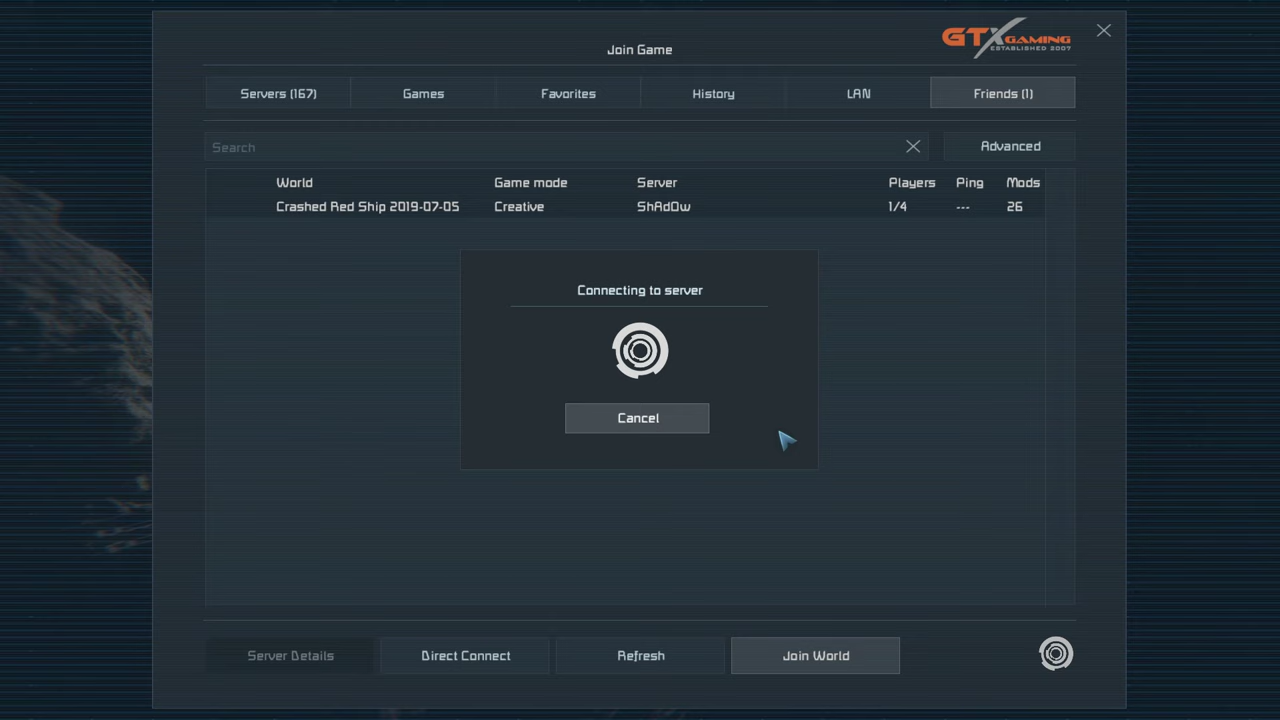 GTXGAMING
ESTABLISHED 2007
Join Game
Servers (167) Games Favorites History LAN Friends (1)
Search Advanced
World Game mode Server Players Ping Mods
Crashed Red Ship 2019-07-05 Creative ShAdOw 1/4 --- 26
Connecting to server
Cancel
Server Details Direct Connect Refresh Join World